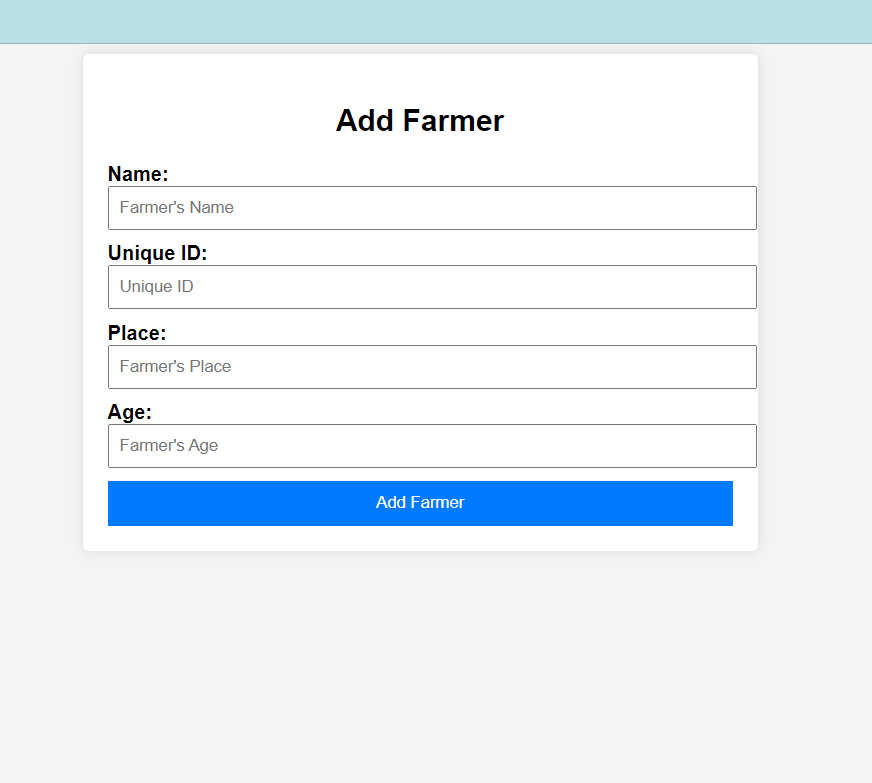 Add Farmer
Name:
Farmer's Name
Unique ID:
Unique ID
Place:
Farmer's Place
Age:
Farmer's Age
Add Farmer